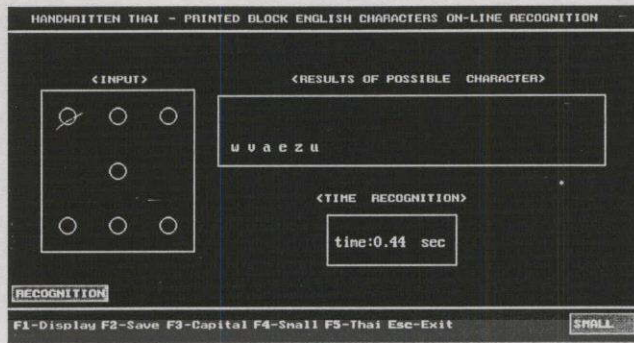 HANDWRITTEN THAI - PRINTED BLOCK ENGLISH CHARACTERS ON-LINE RECOGNITION
<INPUT>
<RESULTS OF POSSIBLE CHARACTER>
w v a e z u
<TIME RECOGNITION>
time:0.44 sec
RECOGNITION
F1-Display F2-Save F3-Capital F4-Small F5-Thai Esc-Exit
SMALL